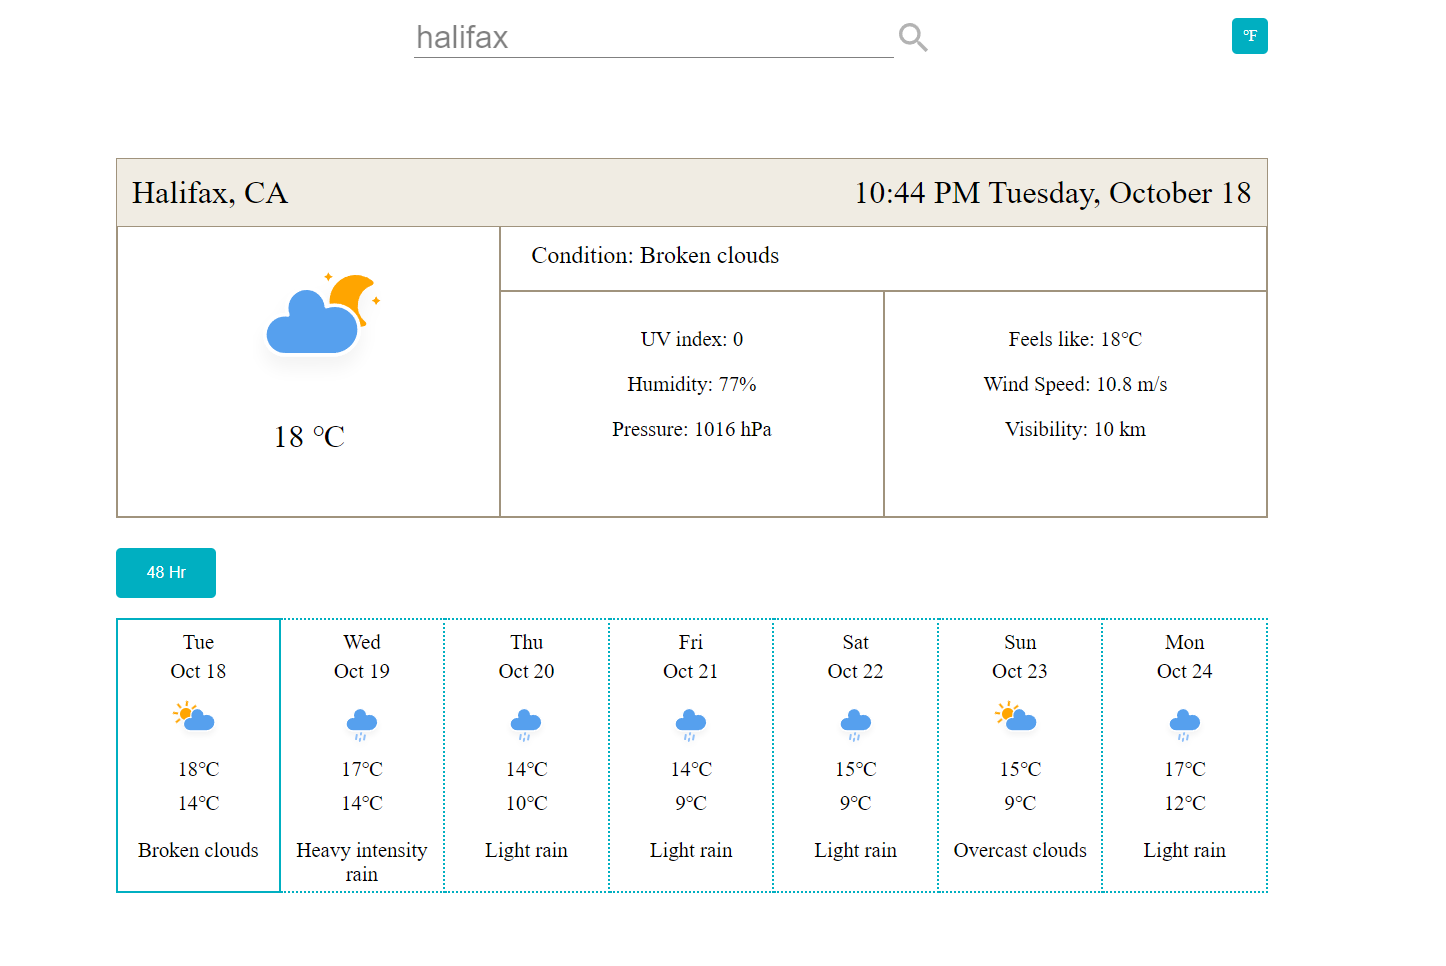 halifax
°F
Halifax, CA
10:44 PM Tuesday, October 18
Condition: Broken clouds
18 °C
UV index: 0
Humidity: 77%
Pressure: 1016 hPa
Feels like: 18°C
Wind Speed: 10.8 m/s
Visibility: 10 km
48 Hr
Tue
Oct 18
18°C
14°C
Broken clouds
Wed
Oct 19
17°C
14°C
Heavy intensity
rain
Thu
Oct 20
14°C
10°C
Light rain
Fri
Oct 21
14°C
9°C
Light rain
Sat
Oct 22
15°C
9°C
Light rain
Sun
Oct 23
15°C
9°C
Overcast clouds
Mon
Oct 24
17°C
12°C
Light rain